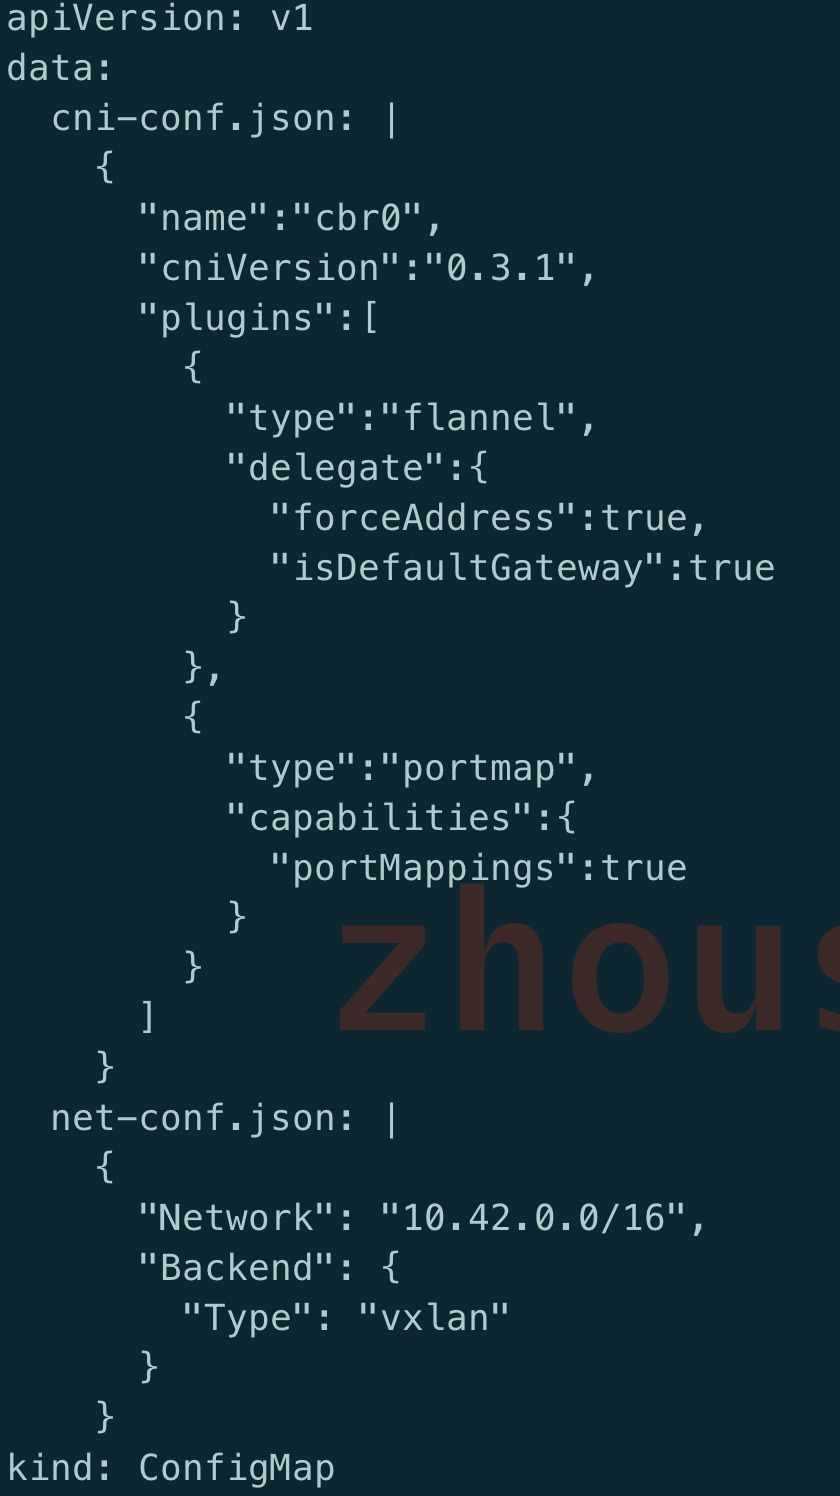 apiVersion: v1
data:
  cni-conf.json: |
    {
      "name":"cbr0",
      "cniVersion":"0.3.1",
      "plugins":[
        {
          "type":"flannel",
          "delegate":{
            "forceAddress":true,
            "isDefaultGateway":true
          }
        },
        {
          "type":"portmap",
          "capabilities":{
            "portMappings":true
          }
        }
      ]
    }
  net-conf.json: |
    {
      "Network": "10.42.0.0/16",
      "Backend": {
        "Type": "vxlan"
      }
    }
kind: ConfigMap
zhous